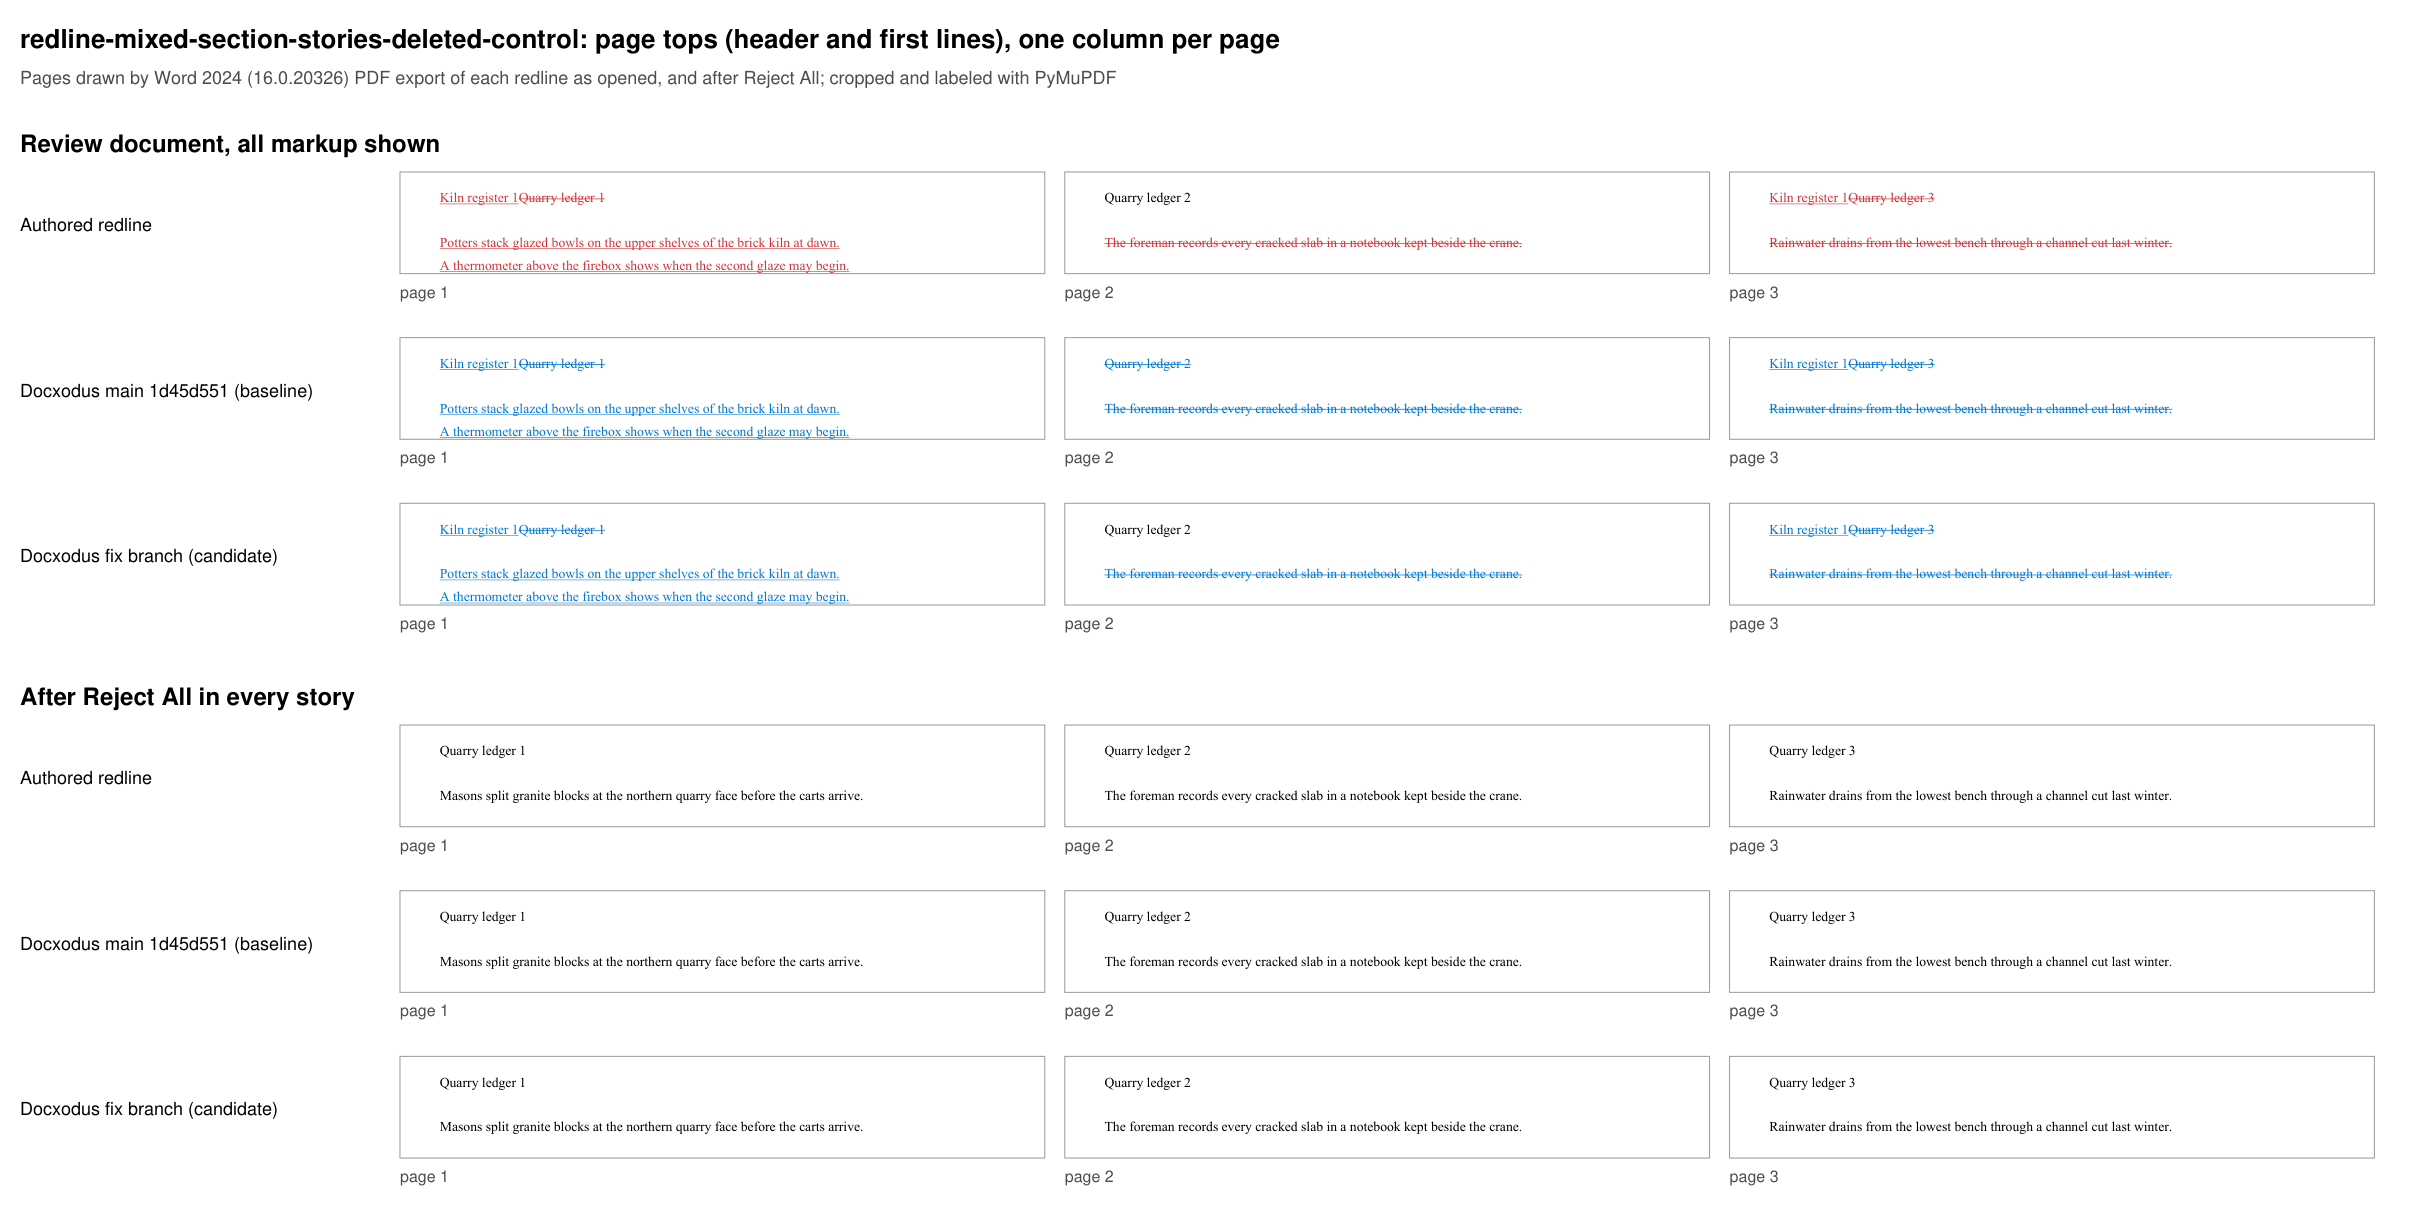 redline-mixed-section-stories-deleted-control: page tops (header and first lines), one column per page
Pages drawn by Word 2024 (16.0.20326) PDF export of each redline as opened, and after Reject All; cropped and labeled with PyMuPDF
Review document, all markup shown
Authored redline
Kiln register 1Quarry ledger 1
Potters stack glazed bowls on the upper shelves of the brick kiln at dawn.
A thermometer above the firebox shows when the second glaze may begin.
page 1
Quarry ledger 2
The foreman records every cracked slab in a notebook kept beside the crane.
page 2
Kiln register 1Quarry ledger 3
Rainwater drains from the lowest bench through a channel cut last winter.
page 3
Docxodus main 1d45d551 (baseline)
Kiln register 1Quarry ledger 1
Potters stack glazed bowls on the upper shelves of the brick kiln at dawn.
A thermometer above the firebox shows when the second glaze may begin.
page 1
Quarry ledger 2
The foreman records every cracked slab in a notebook kept beside the crane.
page 2
Kiln register 1Quarry ledger 3
Rainwater drains from the lowest bench through a channel cut last winter.
page 3
Docxodus fix branch (candidate)
Kiln register 1Quarry ledger 1
Potters stack glazed bowls on the upper shelves of the brick kiln at dawn.
A thermometer above the firebox shows when the second glaze may begin.
page 1
Quarry ledger 2
The foreman records every cracked slab in a notebook kept beside the crane.
page 2
Kiln register 1Quarry ledger 3
Rainwater drains from the lowest bench through a channel cut last winter.
page 3
After Reject All in every story
Authored redline
Quarry ledger 1
Masons split granite blocks at the northern quarry face before the carts arrive.
page 1
Quarry ledger 2
The foreman records every cracked slab in a notebook kept beside the crane.
page 2
Quarry ledger 3
Rainwater drains from the lowest bench through a channel cut last winter.
page 3
Docxodus main 1d45d551 (baseline)
Quarry ledger 1
Masons split granite blocks at the northern quarry face before the carts arrive.
page 1
Quarry ledger 2
The foreman records every cracked slab in a notebook kept beside the crane.
page 2
Quarry ledger 3
Rainwater drains from the lowest bench through a channel cut last winter.
page 3
Docxodus fix branch (candidate)
Quarry ledger 1
Masons split granite blocks at the northern quarry face before the carts arrive.
page 1
Quarry ledger 2
The foreman records every cracked slab in a notebook kept beside the crane.
page 2
Quarry ledger 3
Rainwater drains from the lowest bench through a channel cut last winter.
page 3